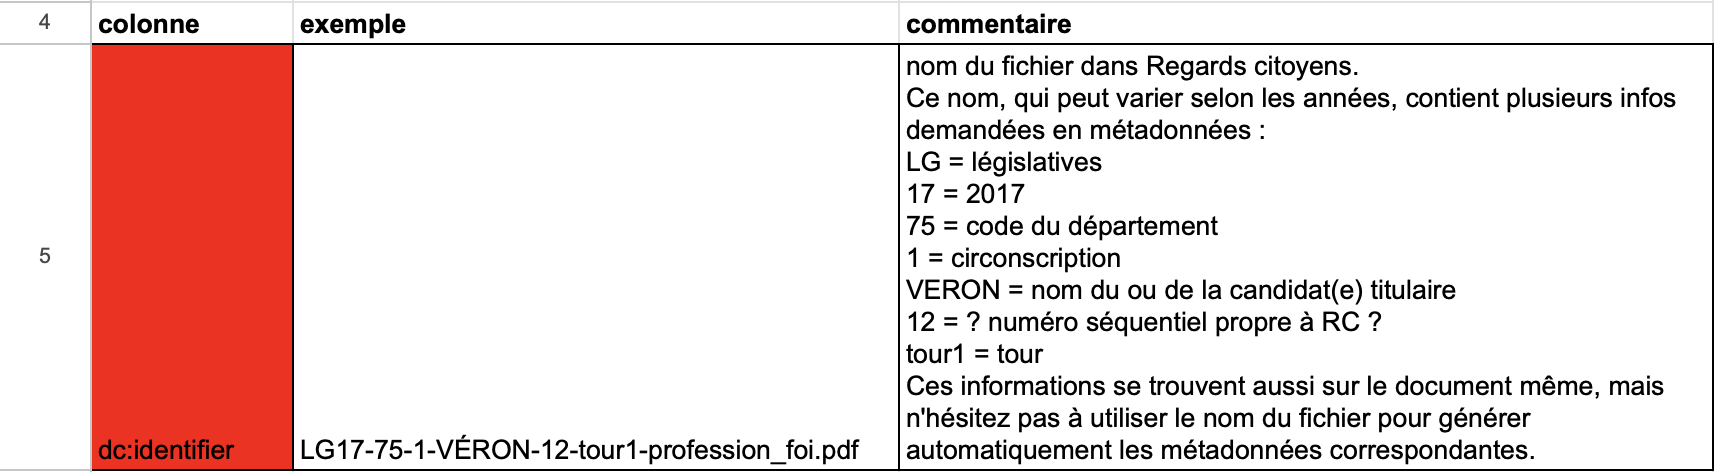 4 colonne exemple commentaire
nom du fichier dans Regards citoyens.
Ce nom, qui peut varier selon les années, contient plusieurs infos
demandées en métadonnées :
LG = législatives
17 = 2017
75 = code du département
5 1 = circonscription
VERON = nom du ou de la candidat(e) titulaire
12 = ? numéro séquentiel propre à RC ?
tour1 = tour
Ces informations se trouvent aussi sur le document même, mais
n'hésitez pas à utiliser le nom du fichier pour générer
dc:identifier LG17-75-1-VÉRON-12-tour1-profession_foi.pdf automatiquement les métadonnées correspondantes.